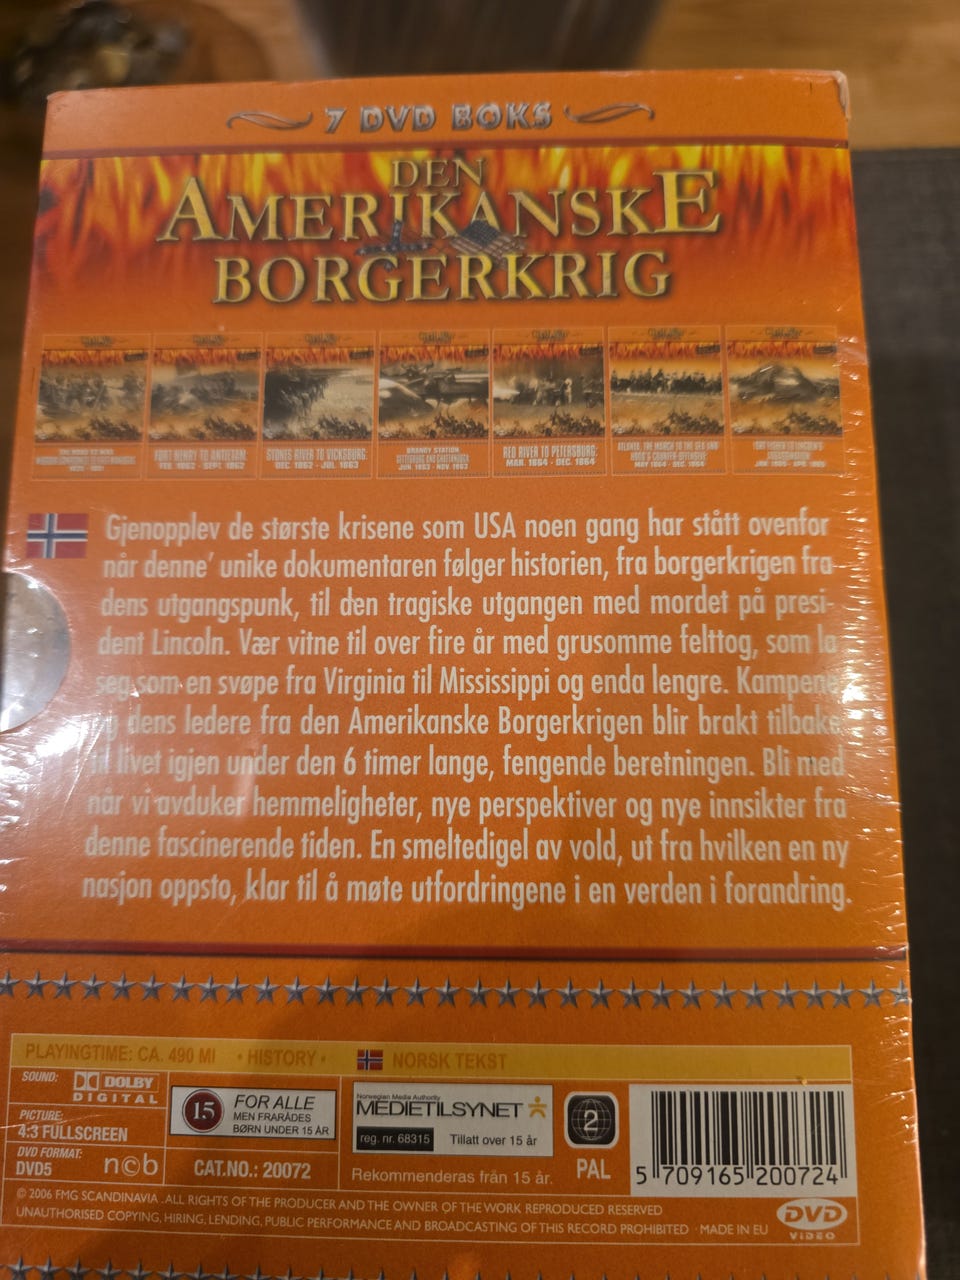 7 DVD BOKS
DEN
AMERIKANSKE
BORGERKRIG
THE ROAD TO WAR
FORT HENRY TO ANTIETAM:
FEB. 1862 - SEPT. 1862
STONES RIVER TO VICKSBURG:
DEC. 1862 - JUL. 1863
BRANDY STATION
GETTYSBURG AND CHATTANOOGA
JUN. 1863 - NOV. 1863
RED RIVER TO PETERSBURG:
MAR. 1864 - DEC. 1864
ATLANTA, THE MARCH TO THE SEA AND
HOOD'S COUNTER-OFFENSIVE
MAY 1864 - DEC. 1864
FORT FISHER TO LINCOLN'S
ASSASSINATION
JAN. 1865 - APR. 1865
Gjenopplev de største krisene som USA noen gang har stått ovenfor
når denne' unike dokumentaren følger historien, fra borgerkrigen fra
dens utgangspunk, til den tragiske utgangen med mordet på presi-
dent Lincoln. Vær vitne til over fire år med grusomme felttog, som la
seg som en svøpe fra Virginia til Mississippi og enda lengre. Kampene
og dens ledere fra den Amerikanske Borgerkrigen blir brakt tilbake
til livet igjen under den 6 timer lange, fengende beretningen. Bli med
når vi avduker hemmeligheter, nye perspektiver og nye innsikter fra
denne fascinerende tiden. En smeltedigel av vold, ut fra hvilken en ny
nasjon oppsto, klar til å møte utfordringene i en verden i forandring.
PLAYINGTIME: CA. 490 MI • HISTORY • NORSK TEKST
SOUND:
DOLBY
DIGITAL
PICTURE:
4:3 FULLSCREEN
DVD FORMAT:
DVD5
n©b
15
FOR ALLE
MEN FRARÅDES
BØRN UNDER 15 ÅR
CAT.NO.: 20072
Norwegian Media Authority
MEDIETILSYNET
reg. nr. 68315
Tillatt over 15 år
Rekommenderas från 15 år.
2
PAL
5 709165 200724
© 2006 FMG SCANDINAVIA . ALL RIGHTS OF THE PRODUCER AND THE OWNER OF THE WORK REPRODUCED RESERVED
UNAUTHORISED COPYING, HIRING, LENDING, PUBLIC PERFORMANCE AND BROADCASTING OF THIS RECORD PROHIBITED · MADE IN EU
DVD
VIDEO